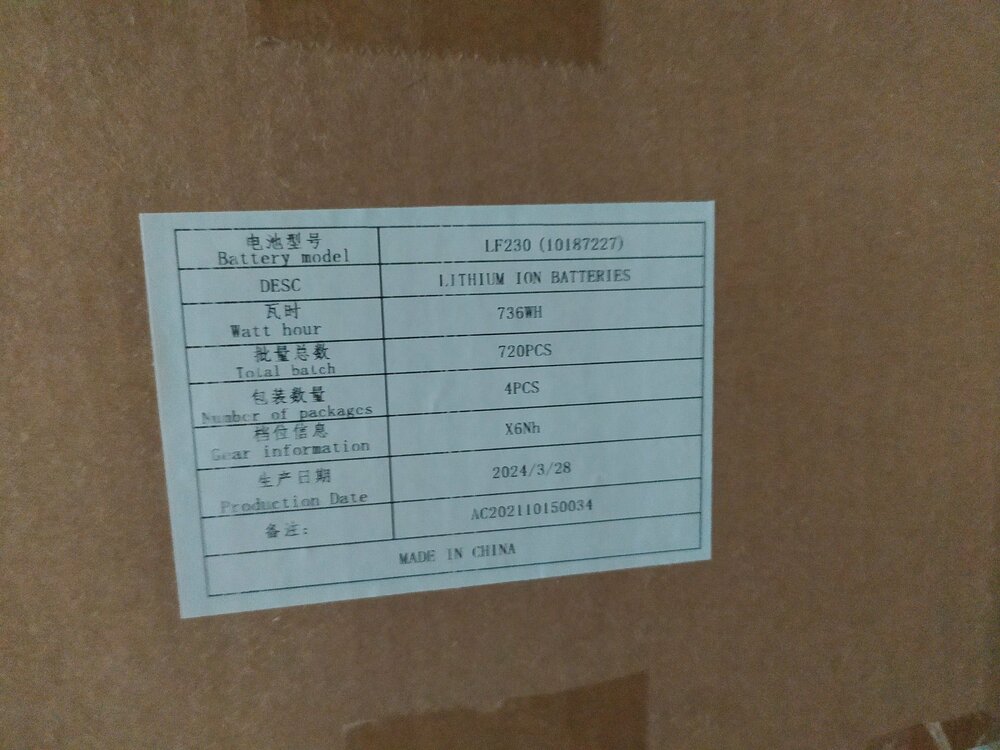 电池型号
Battery model
LF230 (10187227)
DESC
LITHIUM ION BATTERIES
瓦时
Watt hour
736WH
批量总数
Total batch
720PCS
包装数量
Number of packages
4PCS
档位信息
Gear information
X6Nh
生产日期
Production Date
2024/3/28
备注:
AC202110150034
MADE IN CHINA